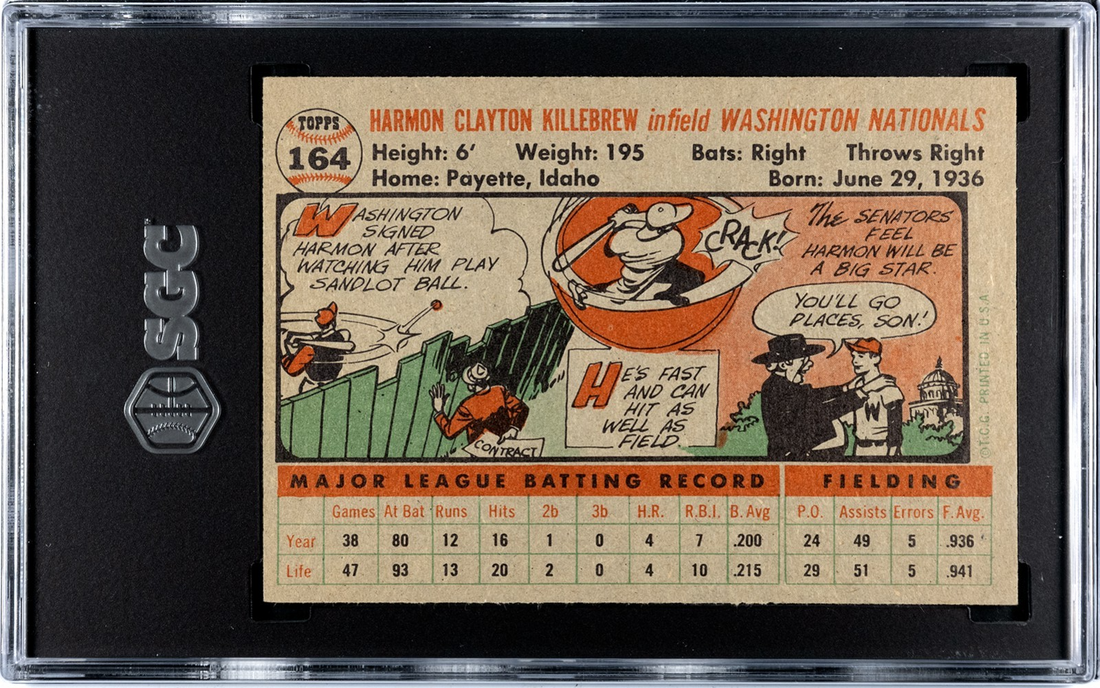 SGC
TOPPS
164
HARMON CLAYTON KILLEBREW infield WASHINGTON NATIONALS
Height: 6' Weight: 195 Bats: Right Throws Right
Home: Payette, Idaho Born: June 29, 1936
WASHINGTON
SIGNED
HARMON AFTER
WATCHING HIM PLAY
SANDLOT BALL.
CONTRACT
CRACK!
HE'S FAST
AND CAN
HIT AS
WELL AS
FIELD.
THE SENATORS
FEEL
HARMON WILL BE
A BIG STAR.
YOU'LL GO
PLACES, SON!
W
© T.C.G. PRINTED IN U.S.A.
MAJOR LEAGUE BATTING RECORD FIELDING
Games At Bat Runs Hits 2b 3b H.R. R.B.I. B. Avg P.O. Assists Errors F. Avg.
Year 38 80 12 16 1 0 4 7 .200 24 49 5 .936
Life 47 93 13 20 2 0 4 10 .215 29 51 5 .941